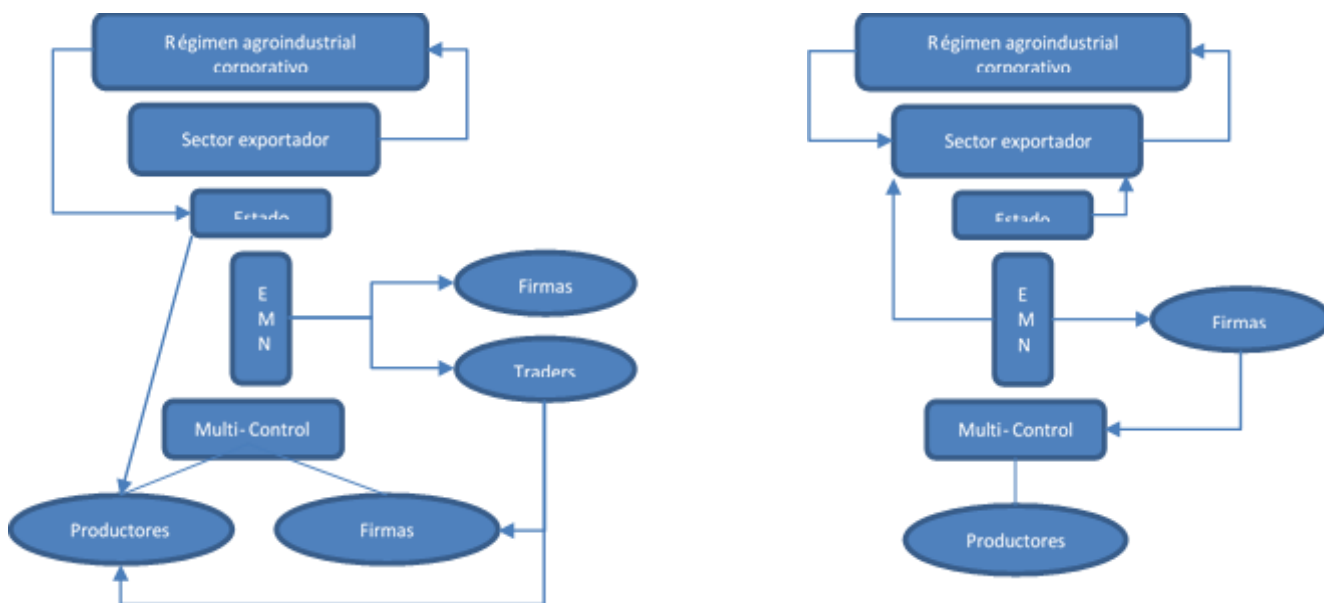 Régimen agroindustrial
corporativo
Sector exportador
Estado
E
M
N
Firmas
Traders
Multi-Control
Productores
Firmas
Régimen agroindustrial
corporativo
Sector exportador
Estado
E
M
N
Firmas
Multi-Control
Productores